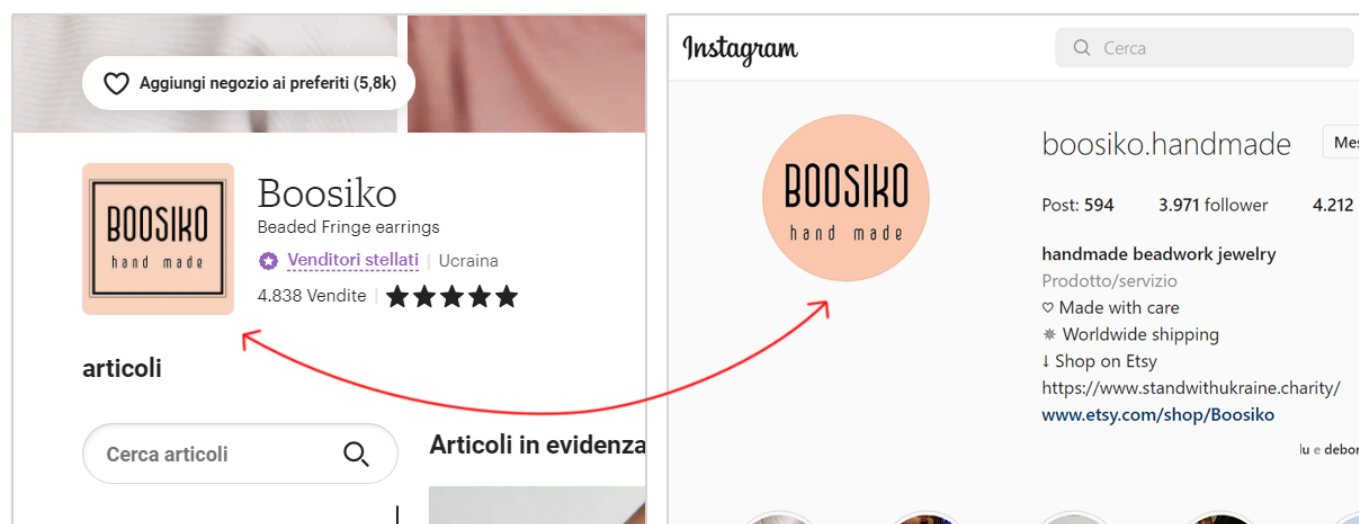 Aggiungi negozio ai preferiti (5,8k)
BOOSIKO
hand made
Boosiko
Beaded Fringe earrings
Venditori stellati | Ucraina
4.838 Vendite
articoli
Cerca articoli
Articoli in evidenza
Instagram
Cerca
BOOSIKO
hand made
boosiko.handmade
Post: 594 3.971 follower 4.212
handmade beadwork jewelry
Prodotto/servizio
♡ Made with care
✵ Worldwide shipping
↓ Shop on Etsy
https://www.standwithukraine.charity/
www.etsy.com/shop/Boosiko